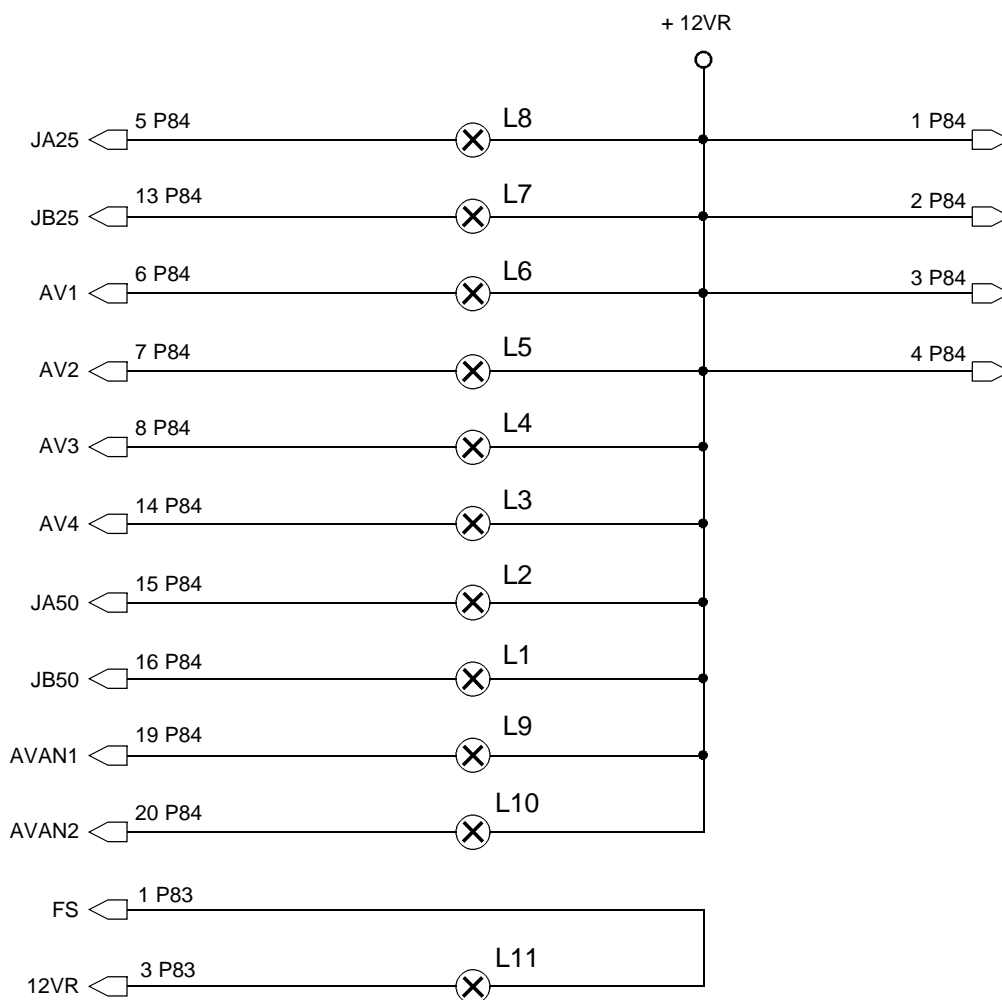 + 12VR
JA25 5 P84 L8 1 P84
JB25 13 P84 L7 2 P84
AV1 6 P84 L6 3 P84
AV2 7 P84 L5 4 P84
AV3 8 P84 L4
AV4 14 P84 L3
JA50 15 P84 L2
JB50 16 P84 L1
AVAN1 19 P84 L9
AVAN2 20 P84 L10
FS 1 P83
12VR 3 P83 L11